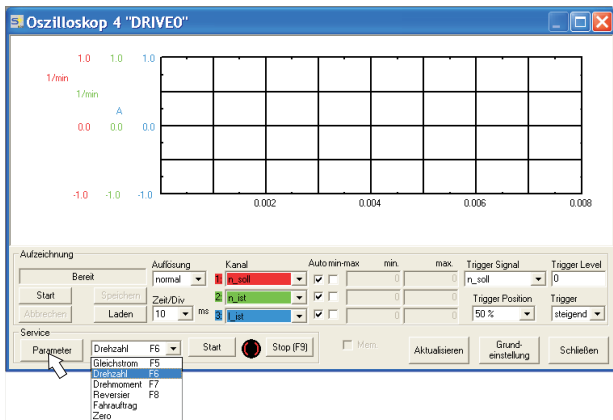 Oszilloskop 4 "DRIVE0"
1.0 1.0 1.0
1/min
1/min
A
0.0 0.0 0.0
-1.0 -1.0 -1.0
0.002 0.004 0.006 0.008
Aufzeichnung
Bereit
Auflösung Kanal Auto min-max min. max. Trigger Signal Trigger Level
normal 1: n_soll 0 0 n_soll 0
Start Speichern Zeit/Div 2: n_ist 0 0 Trigger Position Trigger
Abbrechen Laden 10 ms 3: I_ist 0 0 50 % steigend
Service
Parameter Drehzahl F6 Start Stop (F9) Mem. Aktualisieren Grund-einstellung Schließen
Gleichstrom F5
Drehzahl F6
Drehmoment F7
Reversier F8
Fahrauftrag
Zero